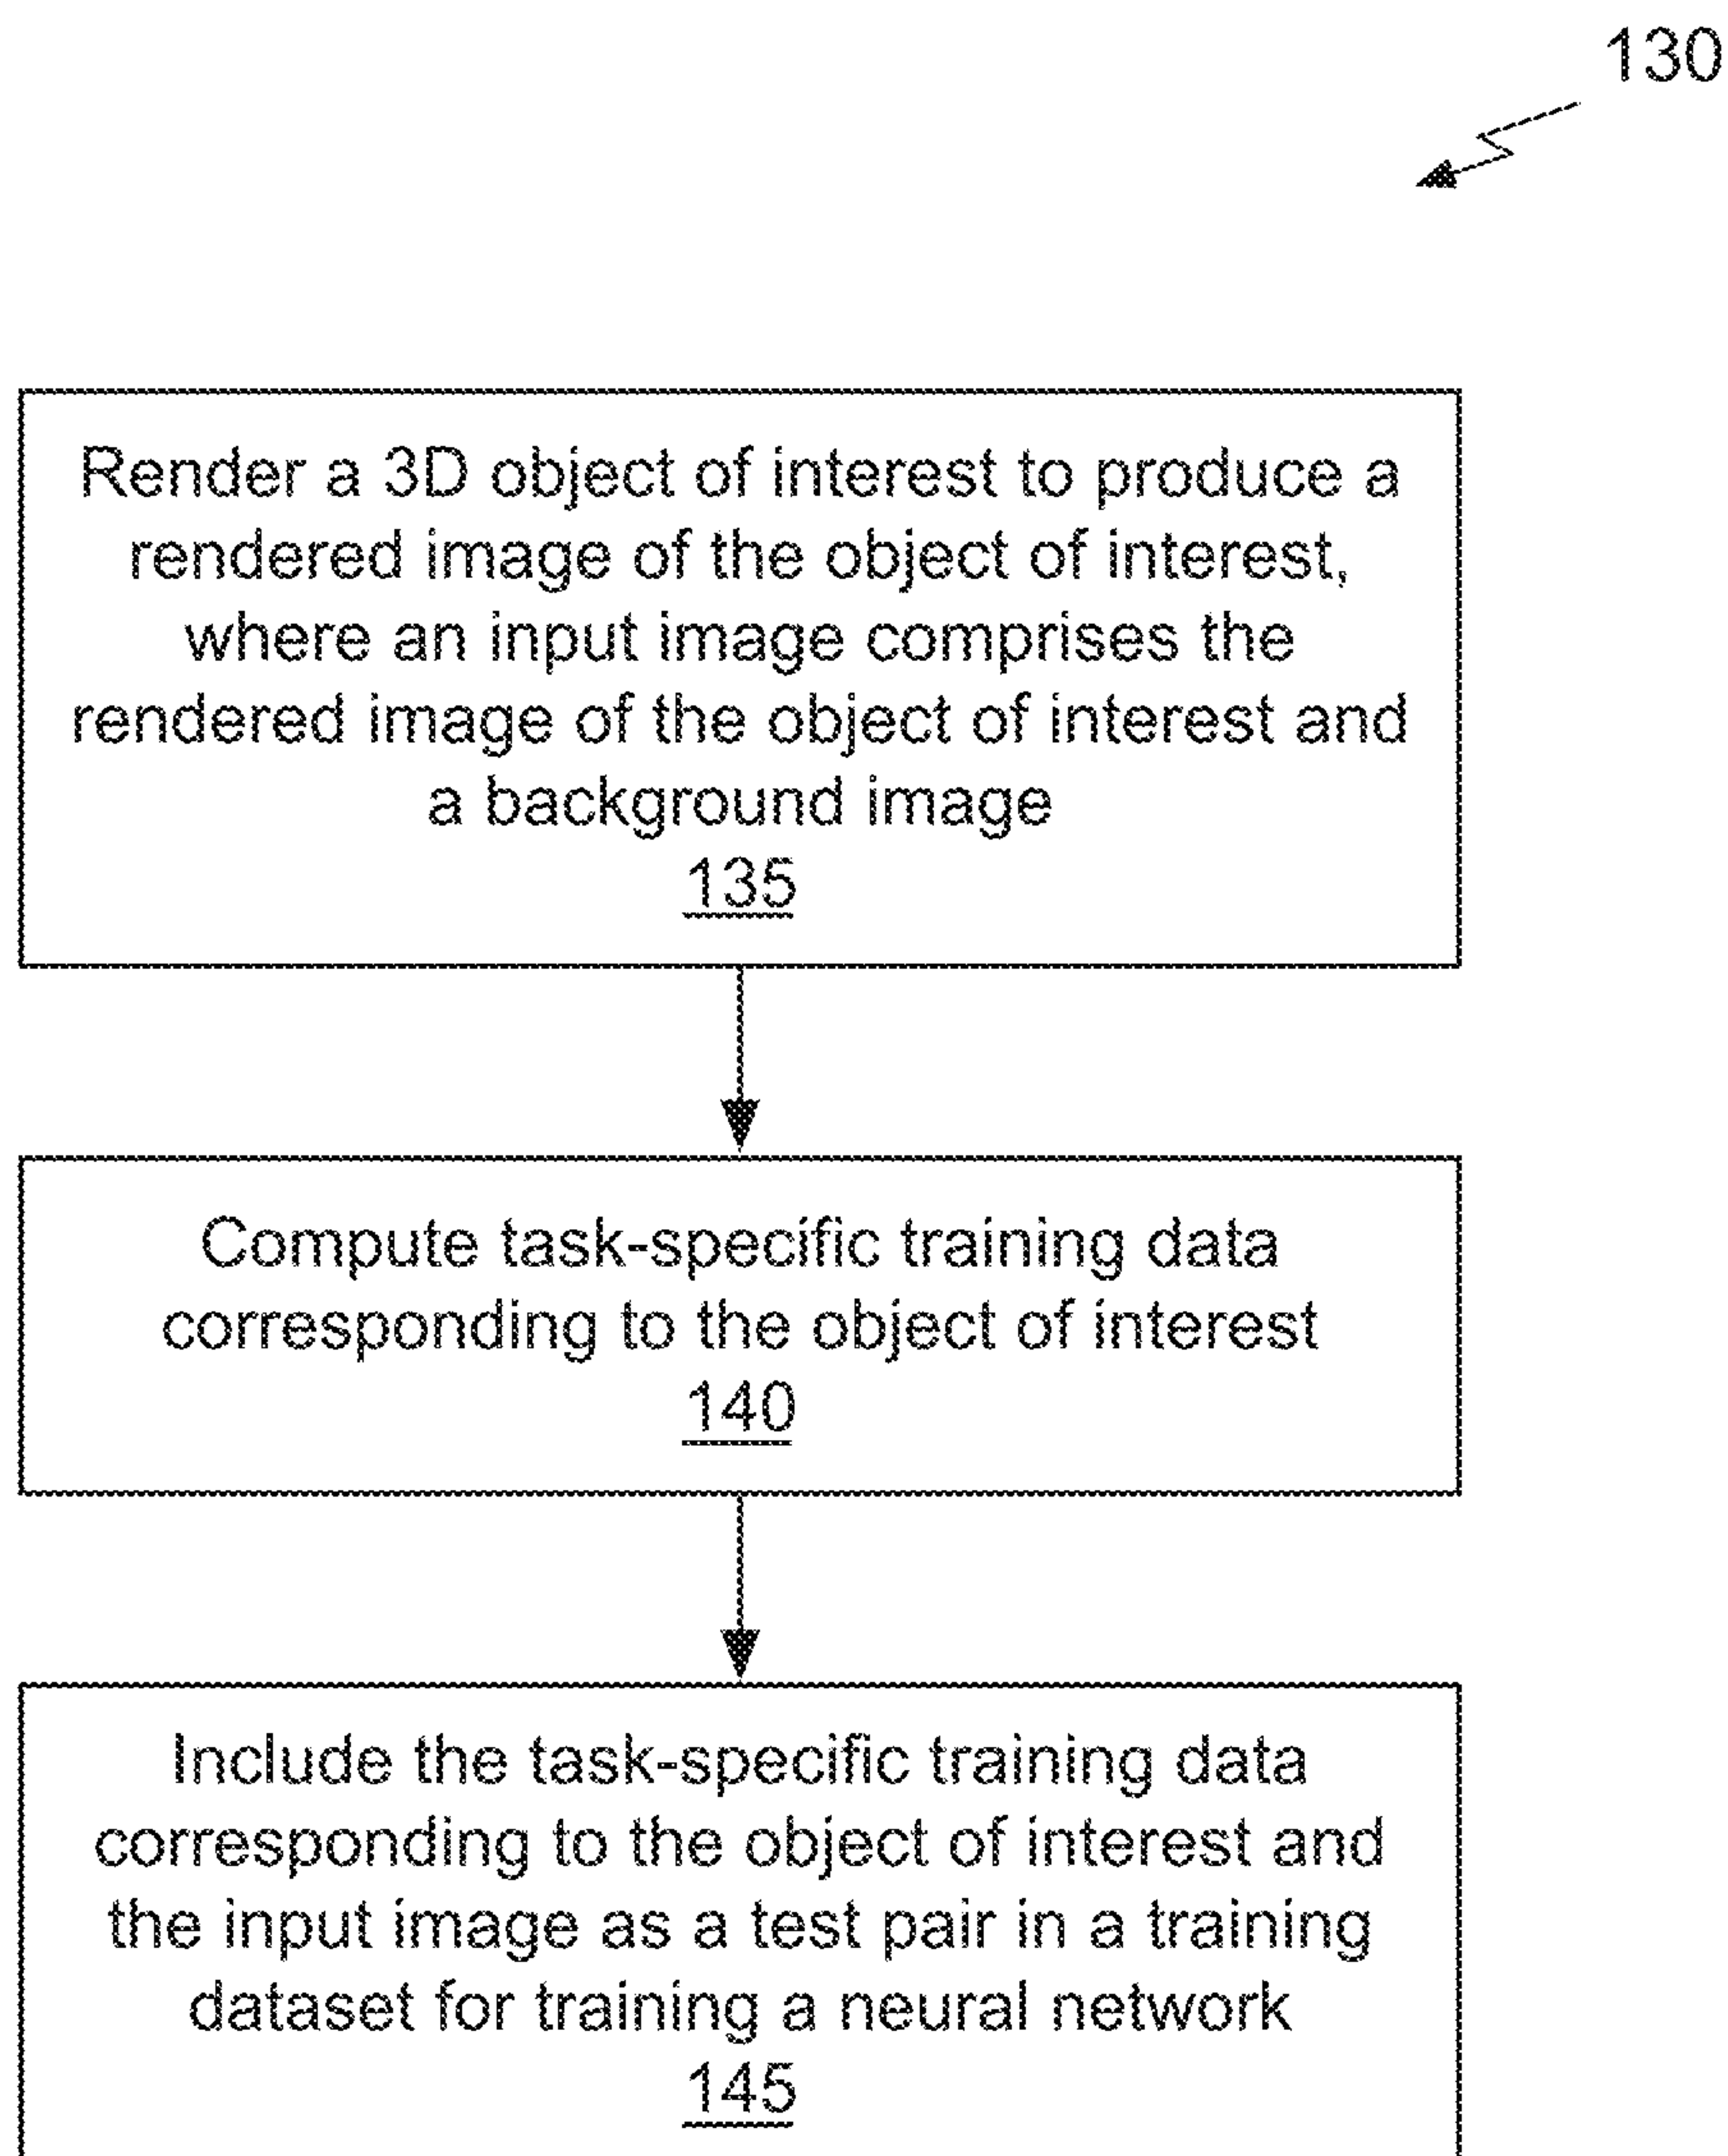 130
Render a 3D object of interest to produce a
rendered image of the object of interest,
where an input image comprises the
rendered image of the object of interest and
a background image
135
Compute task-specific training data
corresponding to the object of interest
140
Include the task-specific training data
corresponding to the object of interest and
the input image as a test pair in a training
dataset for training a neural network
145